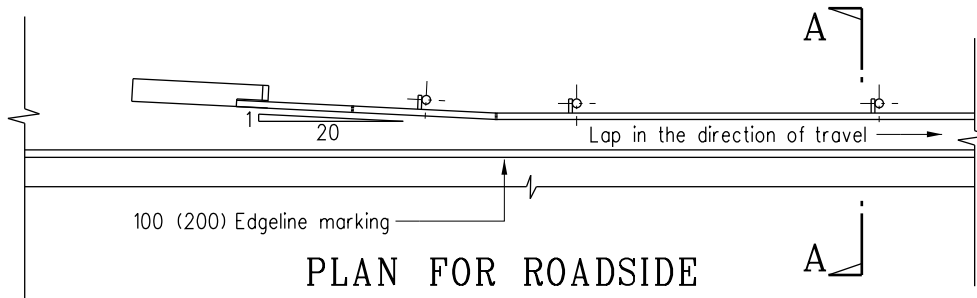 A
1
20
Lap in the direction of travel
100 (200) Edgeline marking
A
PLAN FOR ROADSIDE